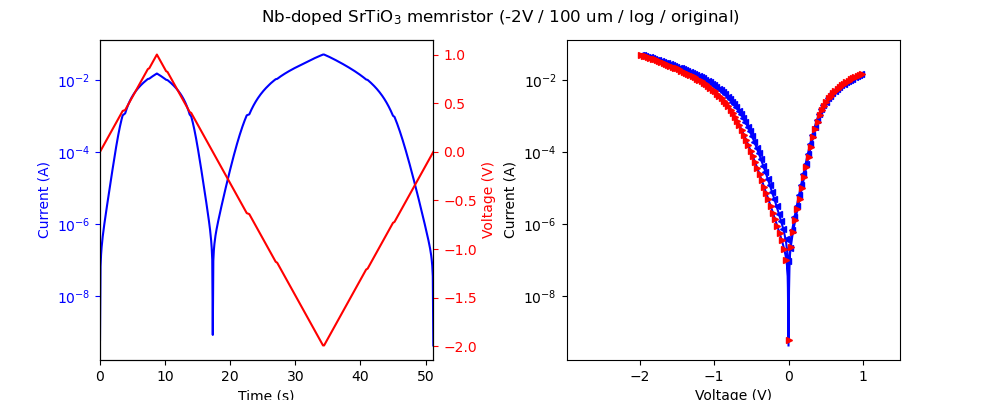 Nb-doped SrTiO₃ memristor (-2V / 100 um / log / original)
Current (A)
10⁻²
10⁻⁴
10⁻⁶
10⁻⁸
0 10 20 30 40 50
Time (s)
1.0
0.5
0.0
−0.5
−1.0
−1.5
−2.0
Voltage (V)
Current (A)
10⁻²
10⁻⁴
10⁻⁶
10⁻⁸
−2 −1 0 1
Voltage (V)